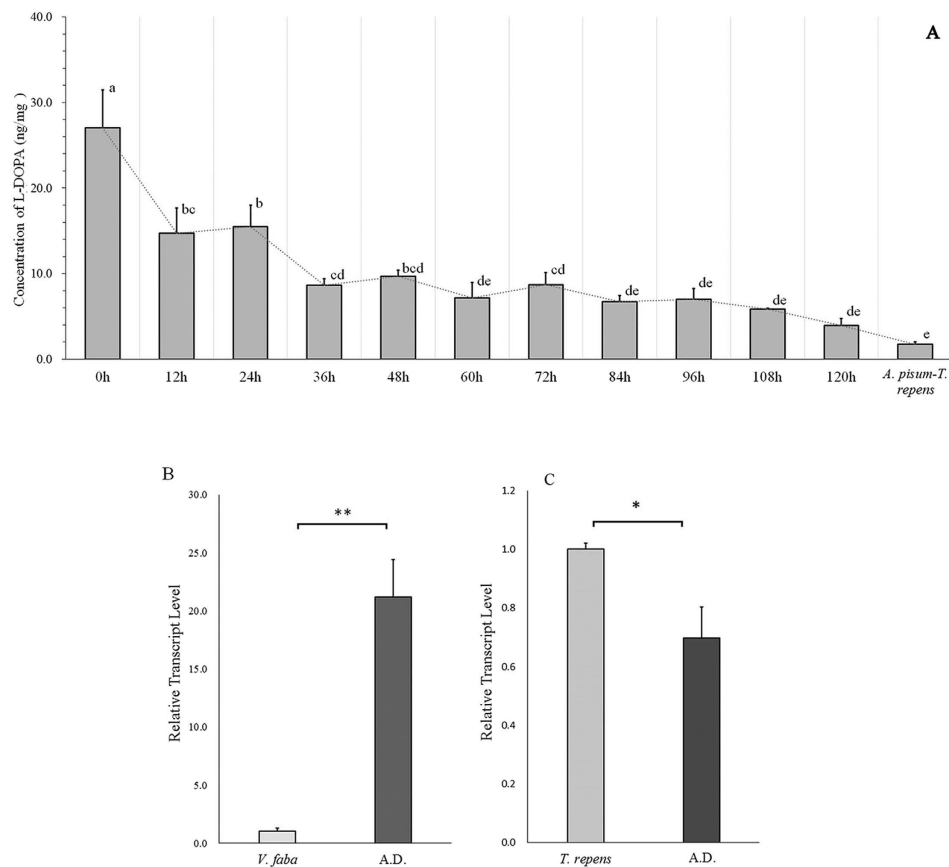 A
Concentration of L-DOPA (ng/mg )
40.0
30.0
20.0
10.0
0.0
a
bc
b
cd
bcd
de
cd
de
de
de
de
e
0h 12h 24h 36h 48h 60h 72h 84h 96h 108h 120h A. pisum-T.
repens
B
Relative Transcript Level
30.0
25.0
20.0
15.0
10.0
5.0
0.0
**
V. faba A.D.
C
Relative Transcript Level
1.2
1.0
0.8
0.6
0.4
0.2
0.0
*
T. repens A.D.